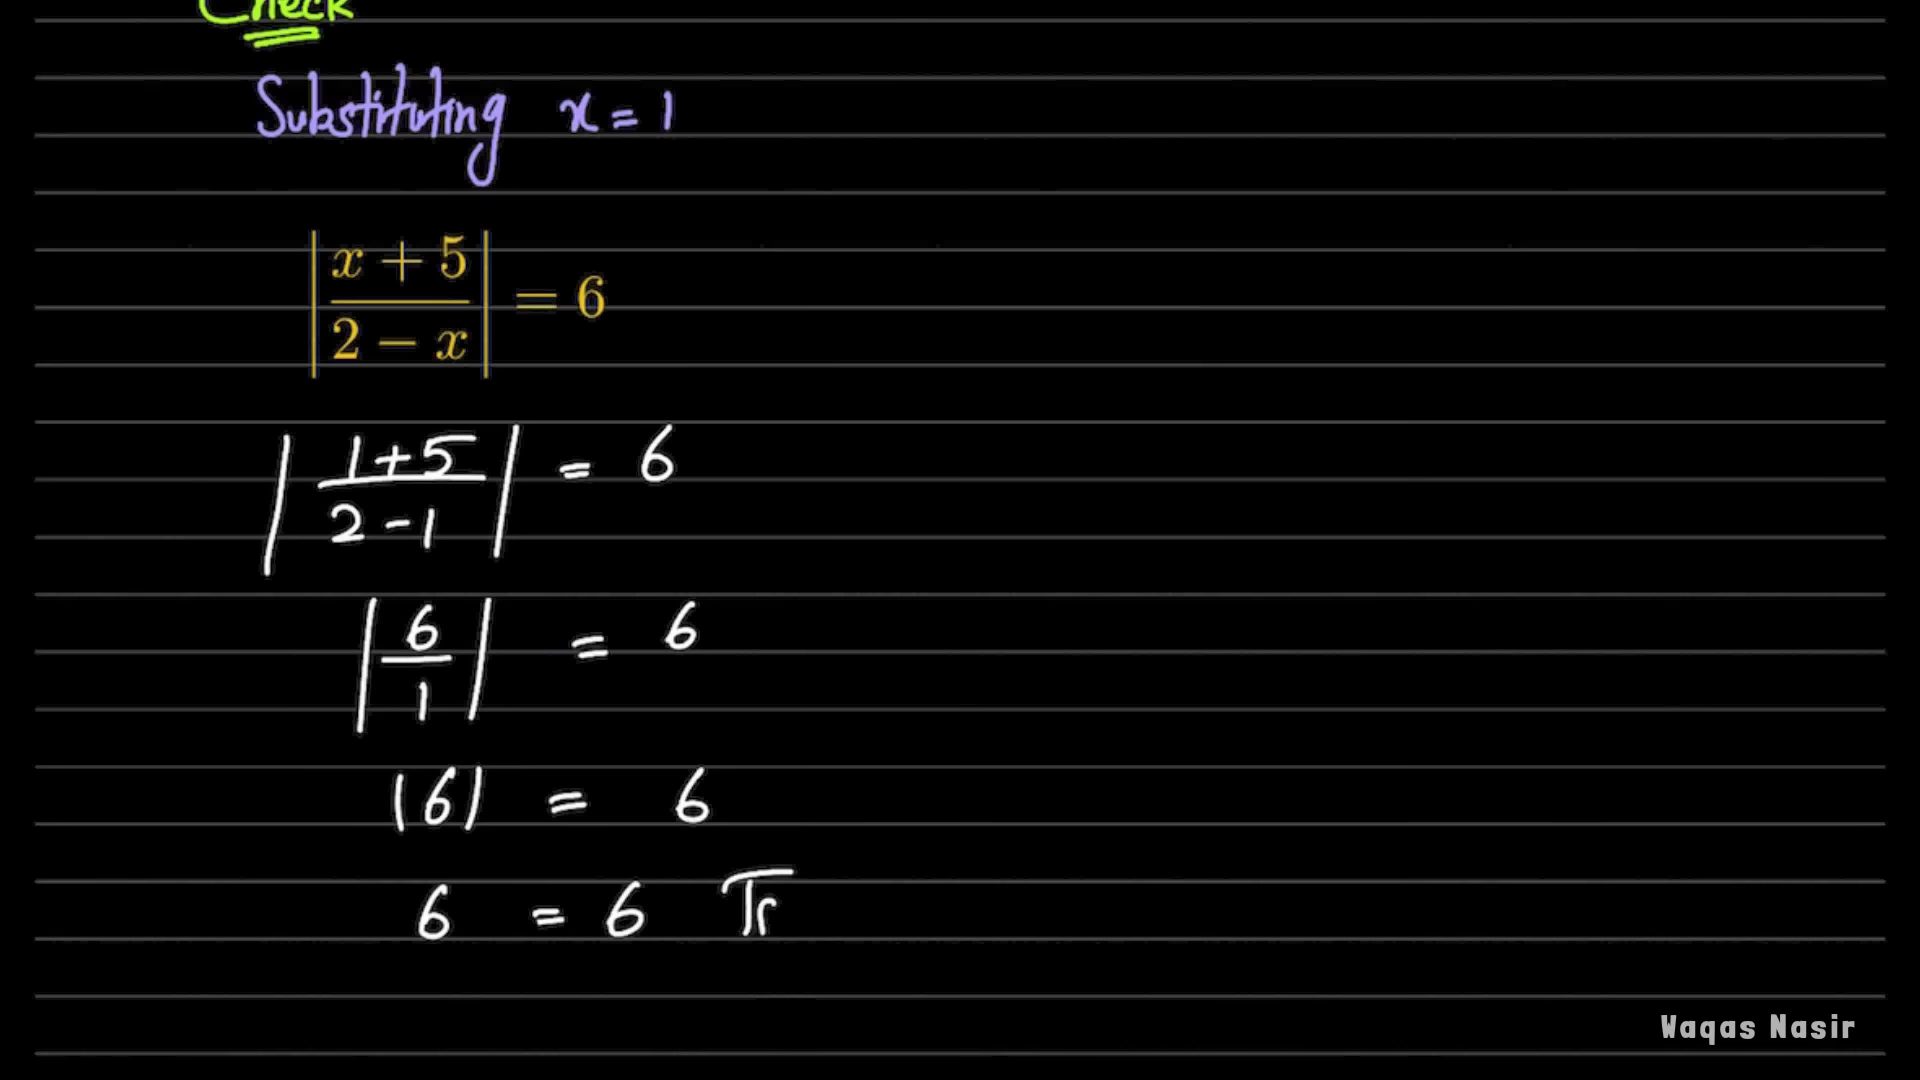 Check
Substituting x = 1
|x + 5 / 2 − x| = 6
|1+5 / 2-1| = 6
|6 / 1| = 6
|6| = 6
6 = 6 Tr
Waqas Nasir